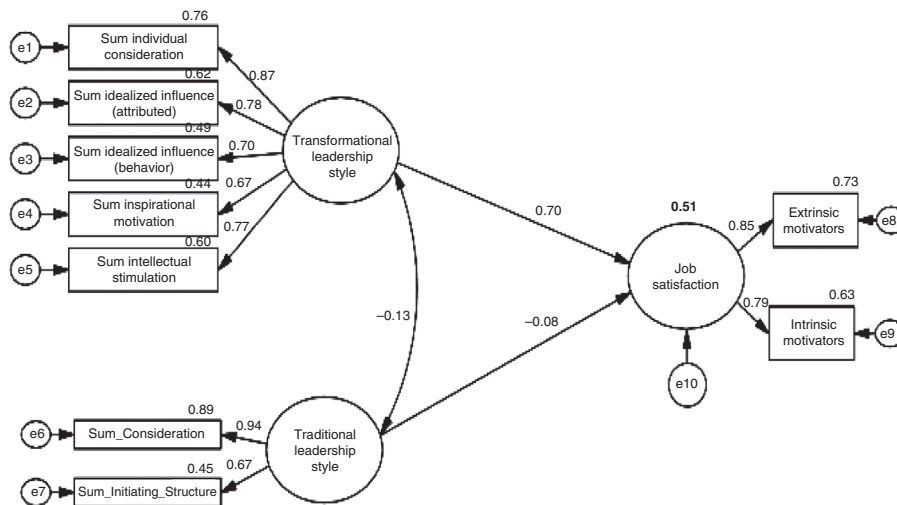 0.76
e1
Sum individual
consideration
0.87
0.62
e2
Sum idealized influence
(attributed)
0.78
0.49
e3
Sum idealized influence
(behavior)
0.70
0.44
e4
Sum inspirational
motivation
0.67
0.60
e5
Sum intellectual
stimulation
0.77
Transformational
leadership
style
0.70
−0.13
−0.08
0.51
Job
satisfaction
e10
0.85
0.73
Extrinsic
motivators
e8
0.79
0.63
Intrinsic
motivators
e9
0.89
e6
Sum_Consideration
0.94
0.45
e7
Sum_Initiating_Structure
0.67
Traditional
leadership
style